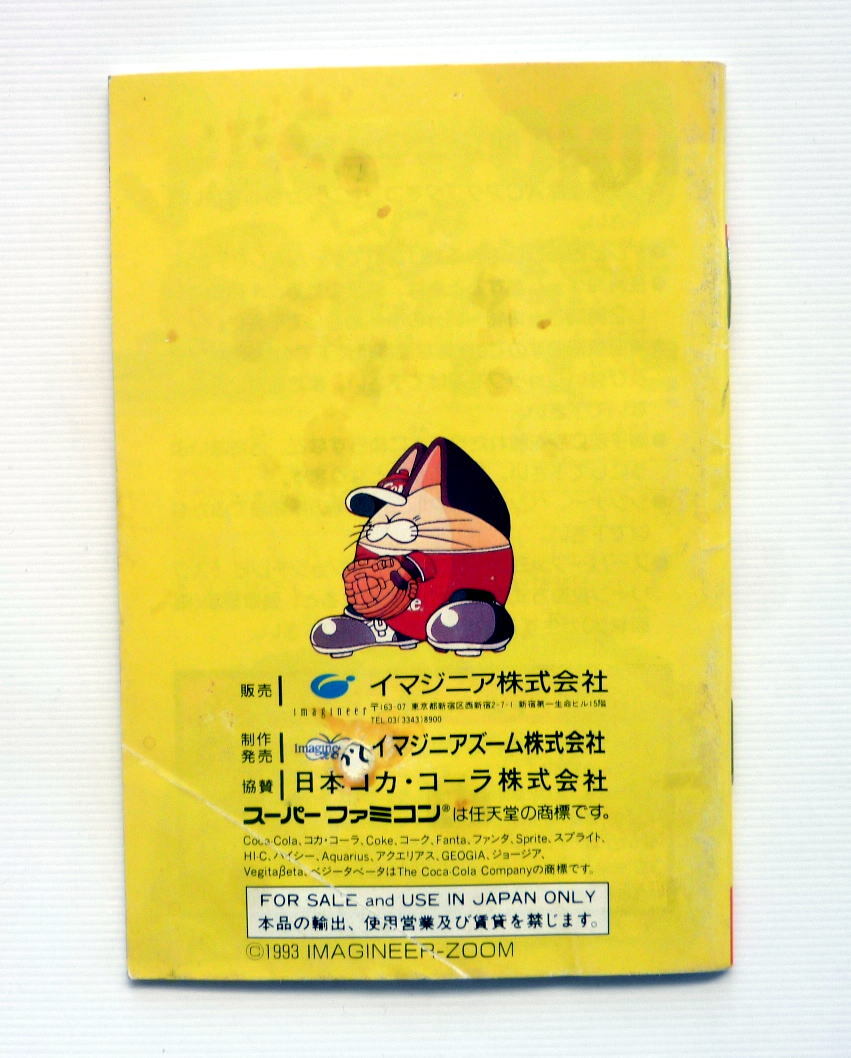 販売 imagineer イマジニア株式会社
〒163-07 東京都新宿区西新宿2-7-1 新宿第一生命ビル15階
TEL.03(3343)8900
制作
発売 イマジニアズーム株式会社
協賛 日本コカ・コーラ株式会社
スーパーファミコン®は任天堂の商標です。
Coca-Cola、コカ・コーラ、Coke、コーク、Fanta、ファンタ、Sprite、スプライト、
HI-C、ハイシー、Aquarius、アクエリアス、GEOGIA、ジョージア、
Vegitaβeta、ベジータベータはThe Coca-Cola Companyの商標です。
FOR SALE and USE IN JAPAN ONLY
本品の輸出、使用営業及び賃貸を禁じます。
©1993 IMAGINEER-ZOOM